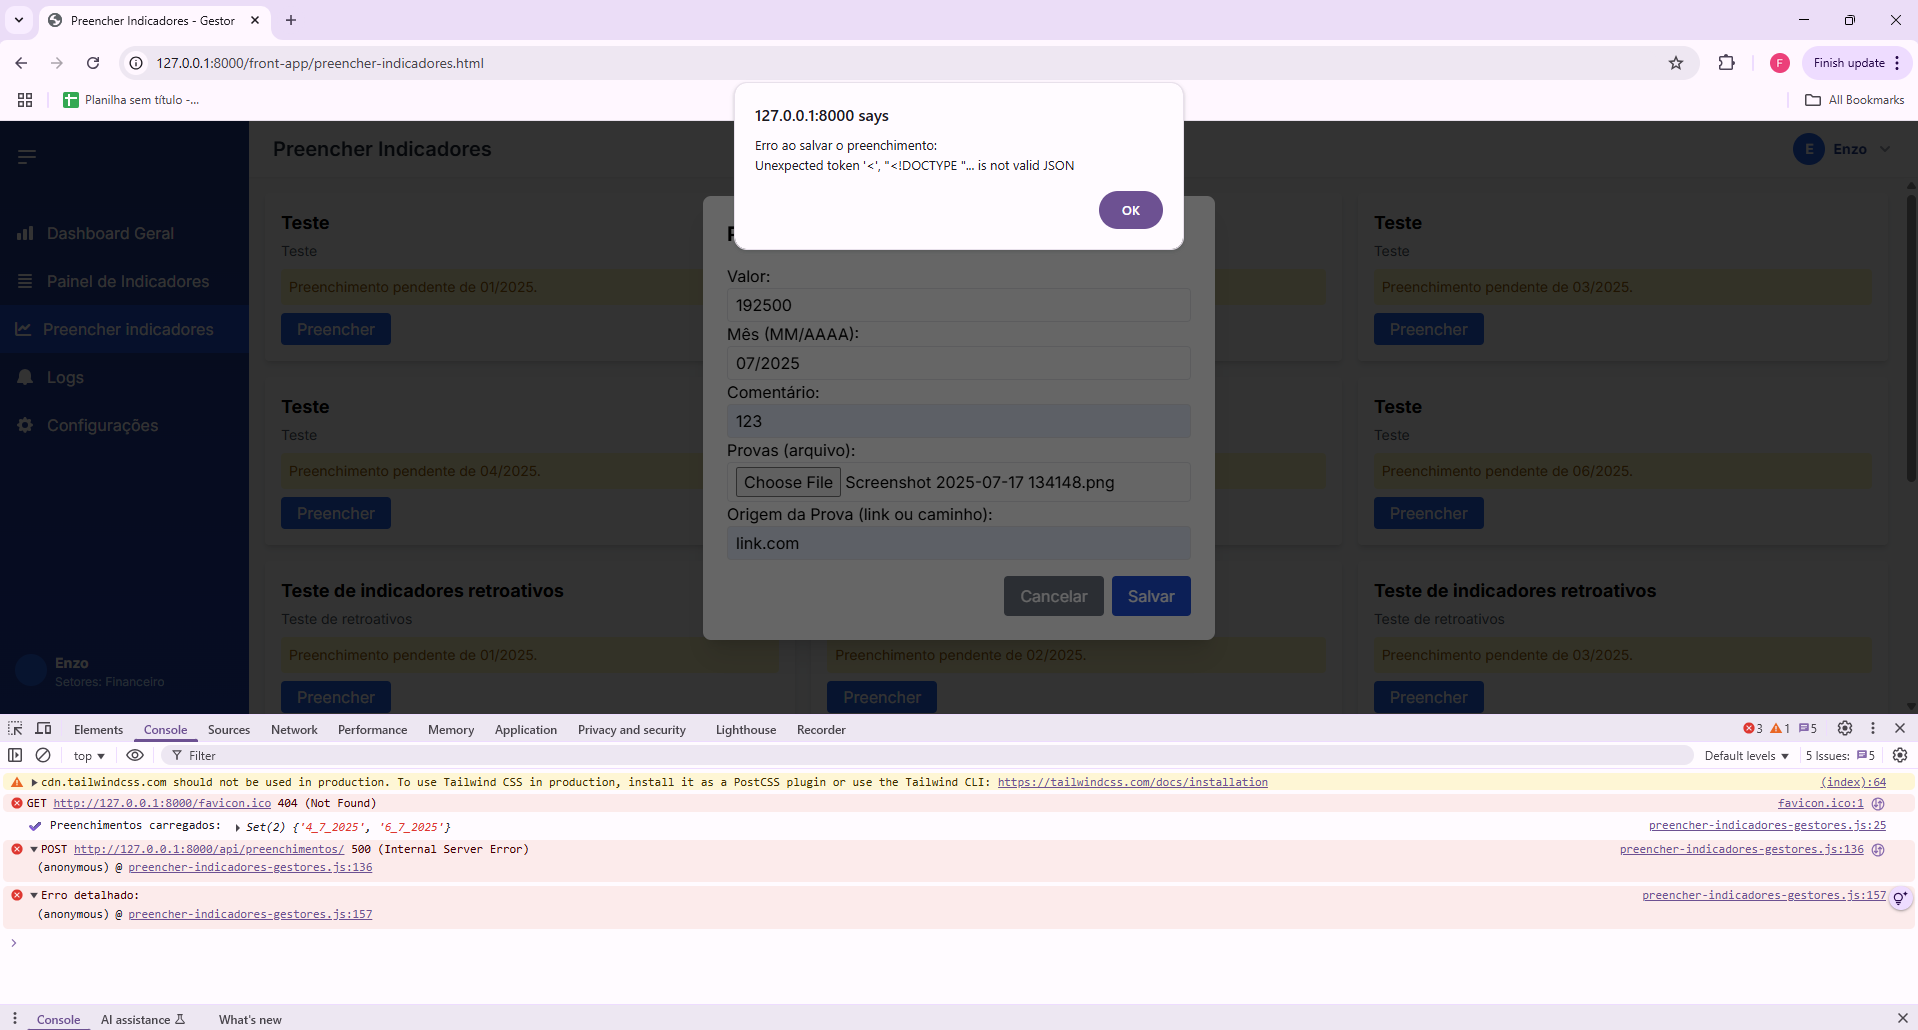 Preencher Indicadores - Gestor
127.0.0.1:8000/front-app/preencher-indicadores.html
F
Finish update
Planilha sem título -...
All Bookmarks
127.0.0.1:8000 says
Erro ao salvar o preenchimento:
Unexpected token '<', "<!DOCTYPE "... is not valid JSON
OK
Preencher Indicadores
E
Enzo
Dashboard Geral
Painel de Indicadores
Preencher indicadores
Logs
Configurações
Enzo
Setores: Financeiro
Teste
Teste
Preenchimento pendente de 01/2025.
Preencher
Teste
Teste
Preenchimento pendente de 03/2025.
Preencher
Teste
Teste
Preenchimento pendente de 04/2025.
Preencher
Teste
Teste
Preenchimento pendente de 06/2025.
Preencher
Teste de indicadores retroativos
Teste de retroativos
Preenchimento pendente de 01/2025.
Preencher
Preenchimento pendente de 02/2025.
Preencher
Teste de indicadores retroativos
Teste de retroativos
Preenchimento pendente de 03/2025.
Preencher
Valor:
192500
Mês (MM/AAAA):
07/2025
Comentário:
123
Provas (arquivo):
Choose File Screenshot 2025-07-17 134148.png
Origem da Prova (link ou caminho):
link.com
Cancelar
Salvar
Elements Console Sources Network Performance Memory Application Privacy and security Lighthouse Recorder 3 1 5
top Filter Default levels 5 Issues: 5
cdn.tailwindcss.com should not be used in production. To use Tailwind CSS in production, install it as a PostCSS plugin or use the Tailwind CLI: https://tailwindcss.com/docs/installation (index):64
GET http://127.0.0.1:8000/favicon.ico 404 (Not Found) favicon.ico:1
Preenchimentos carregados: Set(2) {'4_7_2025', '6_7_2025'} preencher-indicadores-gestores.js:25
POST http://127.0.0.1:8000/api/preenchimentos/ 500 (Internal Server Error) preencher-indicadores-gestores.js:136
(anonymous) @ preencher-indicadores-gestores.js:136
Erro detalhado: preencher-indicadores-gestores.js:157
(anonymous) @ preencher-indicadores-gestores.js:157
Console AI assistance What's new